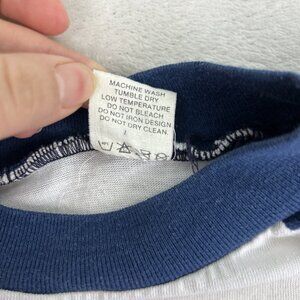 MACHINE WASH
TUMBLE DRY
LOW TEMPERATURE
DO NOT BLEACH
DO NOT IRON DESIGN
DO NOT DRY CLEAN.